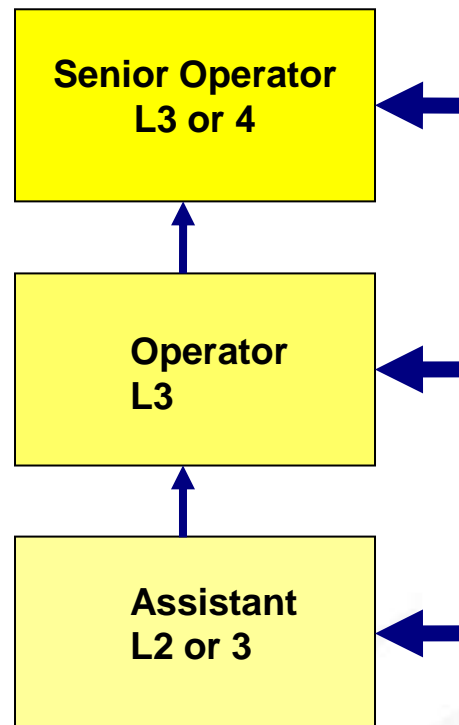 Senior Operator
L3 or 4
Operator
L3
Assistant
L2 or 3